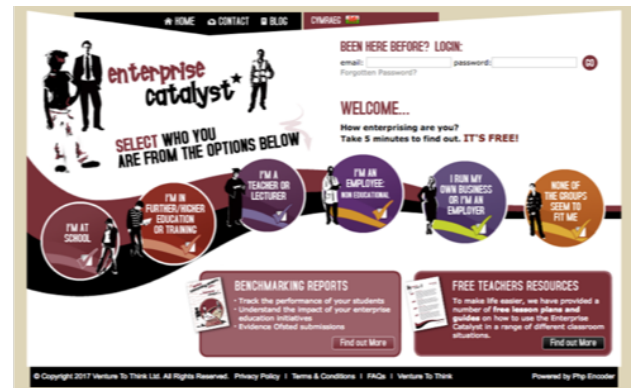 HOME CONTACT BLOG CYMRAEG
enterprise
catalyst*
SELECT WHO YOU
ARE FROM THE OPTIONS BELOW
BEEN HERE BEFORE? LOGIN:
email: password: GO
Forgotten Password?
WELCOME...
How enterprising are you?
Take 5 minutes to find out. IT'S FREE!
I'M AT
SCHOOL
I'M IN
FURTHER/HIGHER
EDUCATION
OR TRAINING
I'M A
TEACHER OR
LECTURER
I'M AN
EMPLOYEE:
NON EDUCATIONAL
I RUN MY
OWN BUSINESS
OR I'M AN
EMPLOYER
NONE OF
THE GROUPS
SEEM TO
FIT ME
BENCHMARKING REPORTS
· Track the performance of your students
· Understand the impact of your enterprise
education initiatives
· Evidence Ofsted submissions
Find out More
FREE TEACHERS RESOURCES
To make life easier, we have provided a
number of free lesson plans and
guides on how to use the Enterprise
Catalyst in a range of different classroom
situations.
Find out More
© Copyright 2017 Venture To Think Ltd. All Rights Reserved. Privacy Policy | Terms & Conditions | FAQs | Venture to Think Powered by Php Encoder